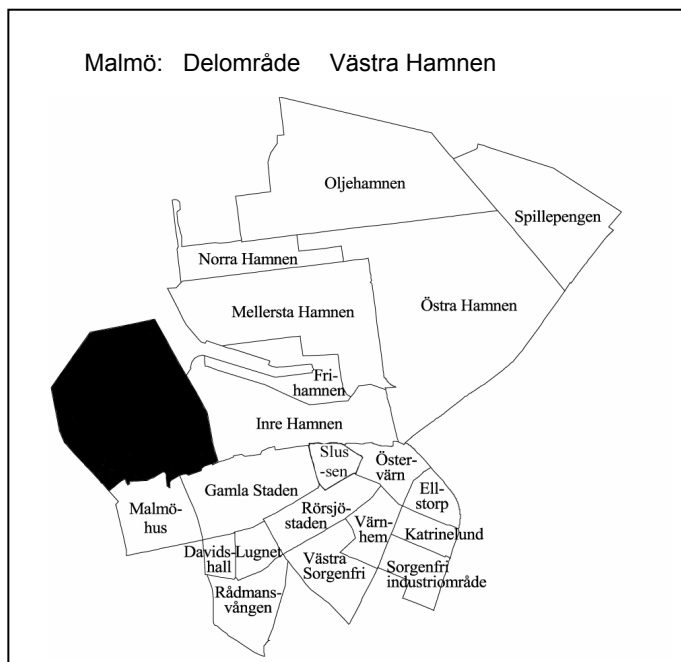 Malmö: Delområde Västra Hamnen
Oljehamnen
Spillepengen
Norra Hamnen
Östra Hamnen
Mellersta Hamnen
Fri-
hamnen
Inre Hamnen
Slus
-sen
Öster-
värn
Gamla Staden
Ell-
storp
Malmö-
hus
Rörsjö-
staden
Värn-
hem
Katrinelund
Davids-
hall
Lugnet
Västra
Sorgenfri
Sorgenfri
industriområde
Rådmans-
vången